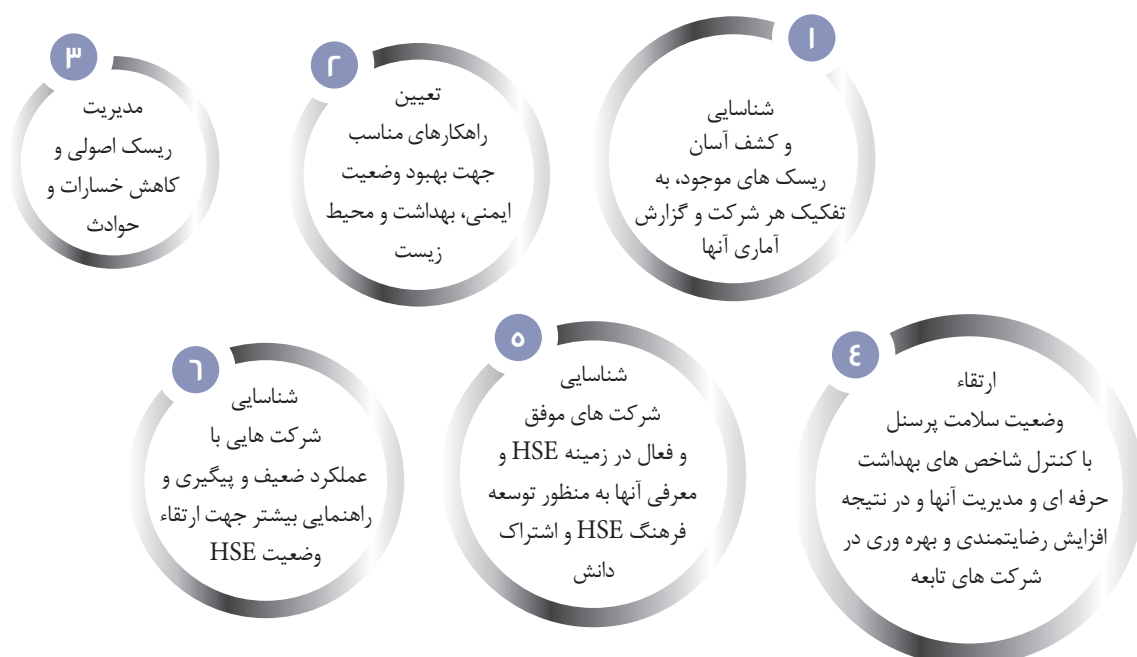 ۱
شناسایی
و کشف آسان
ریسک های موجود، به
تفکیک هر شرکت و گزارش
آماری آنها
۲
تعیین
راهکارهای مناسب
جهت بهبود وضعیت
ایمنی، بهداشت و محیط
زیست
۳
مدیریت
ریسک اصولی و
کاهش خسارات و
حوادث
٤
ارتقاء
وضعیت سلامت پرسنل
با کنترل شاخص های بهداشت
حرفه ای و مدیریت آنها و در نتیجه
افزایش رضایتمندی و بهره وری در
شرکت های تابعه
۵
شناسایی
شرکت های موفق
و فعال در زمینه HSE و
معرفی آنها به منظور توسعه
فرهنگ HSE و اشتراک
دانش
٦
شناسایی
شرکت هایی با
عملکرد ضعیف و پیگیری و
راهنمایی بیشتر جهت ارتقاء
وضعیت HSE